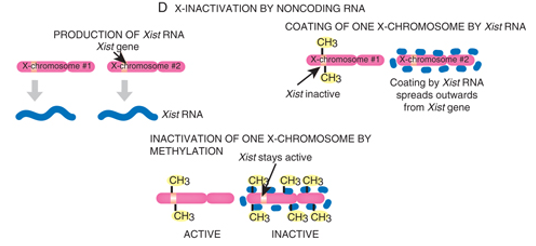 D X-INACTIVATION BY NONCODING RNA
PRODUCTION OF Xist RNA
Xist gene
X-chromosome #1
X-chromosome #2
Xist RNA
COATING OF ONE X-CHROMOSOME BY Xist RNA
CH3
X-chromosome #1
X-chromosome #2
CH3
Xist inactive
Coating by Xist RNA
spreads outwards
from Xist gene
INACTIVATION OF ONE X-CHROMOSOME BY
METHYLATION
Xist stays active
CH3
CH3
CH3 CH3 CH3
CH3 CH3 CH3
ACTIVE
INACTIVE